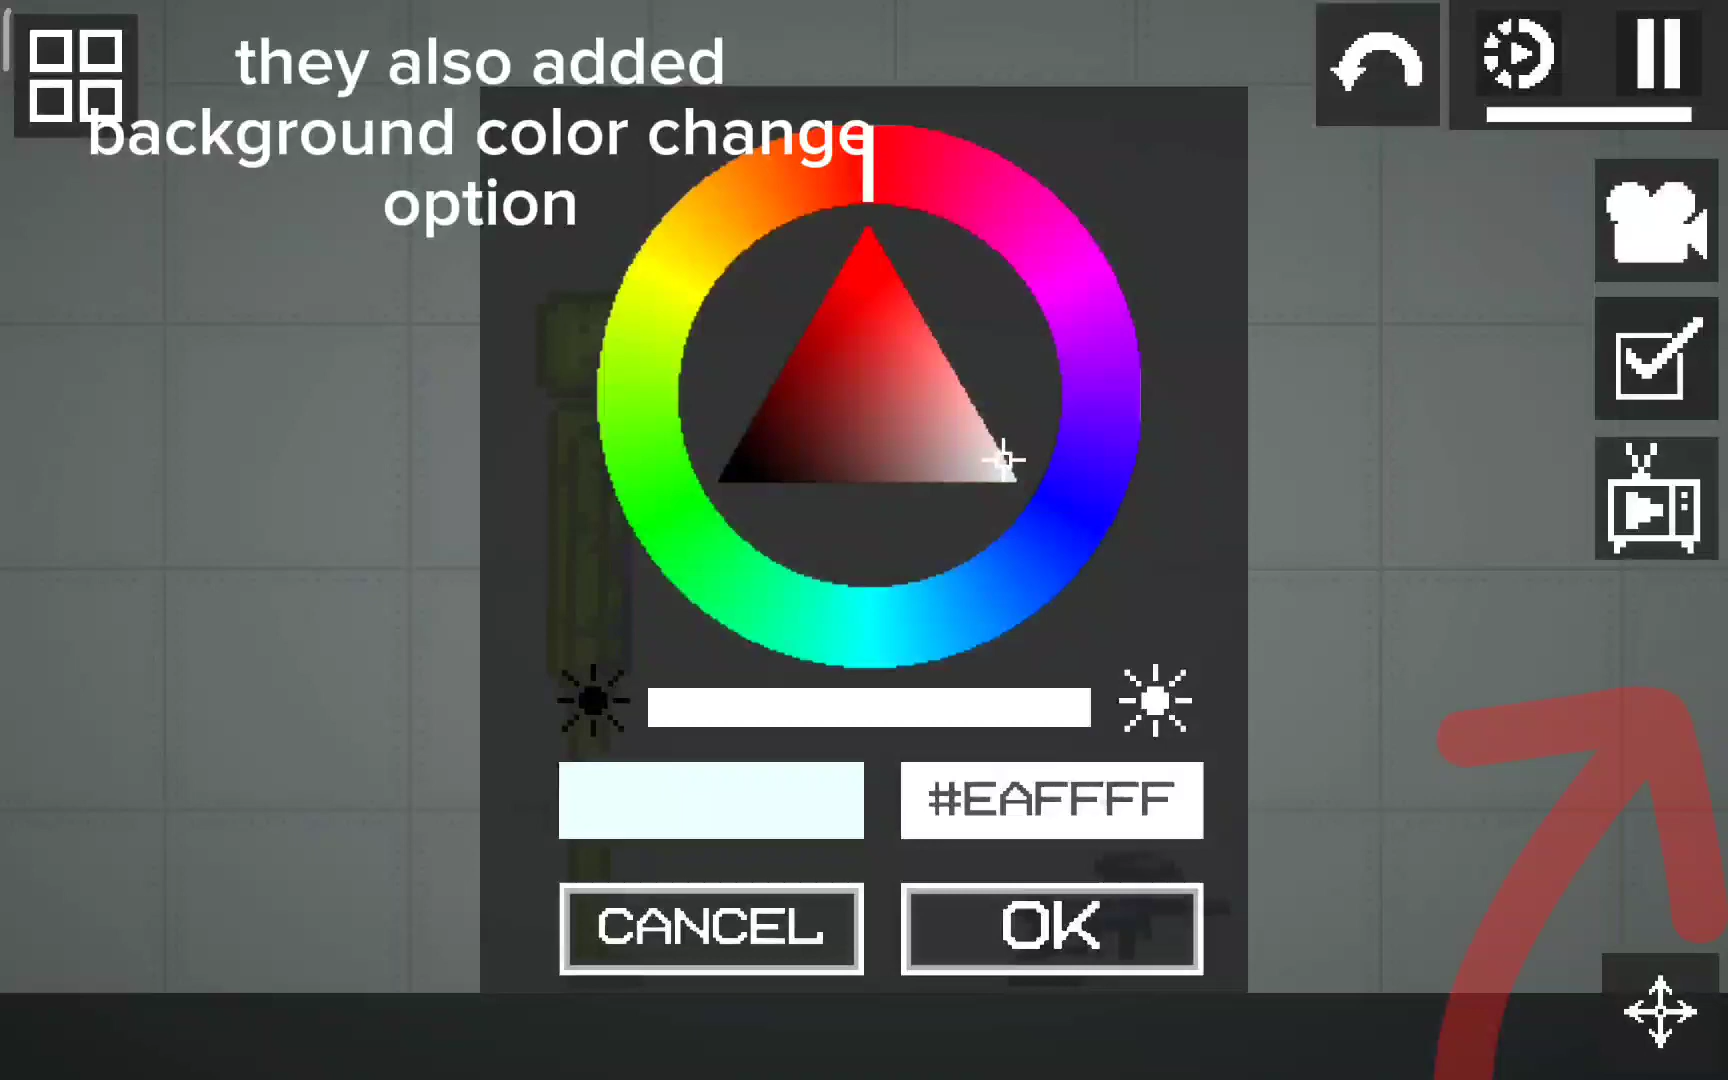 they also added
background color change
option
#EAFFFF
CANCEL
OK